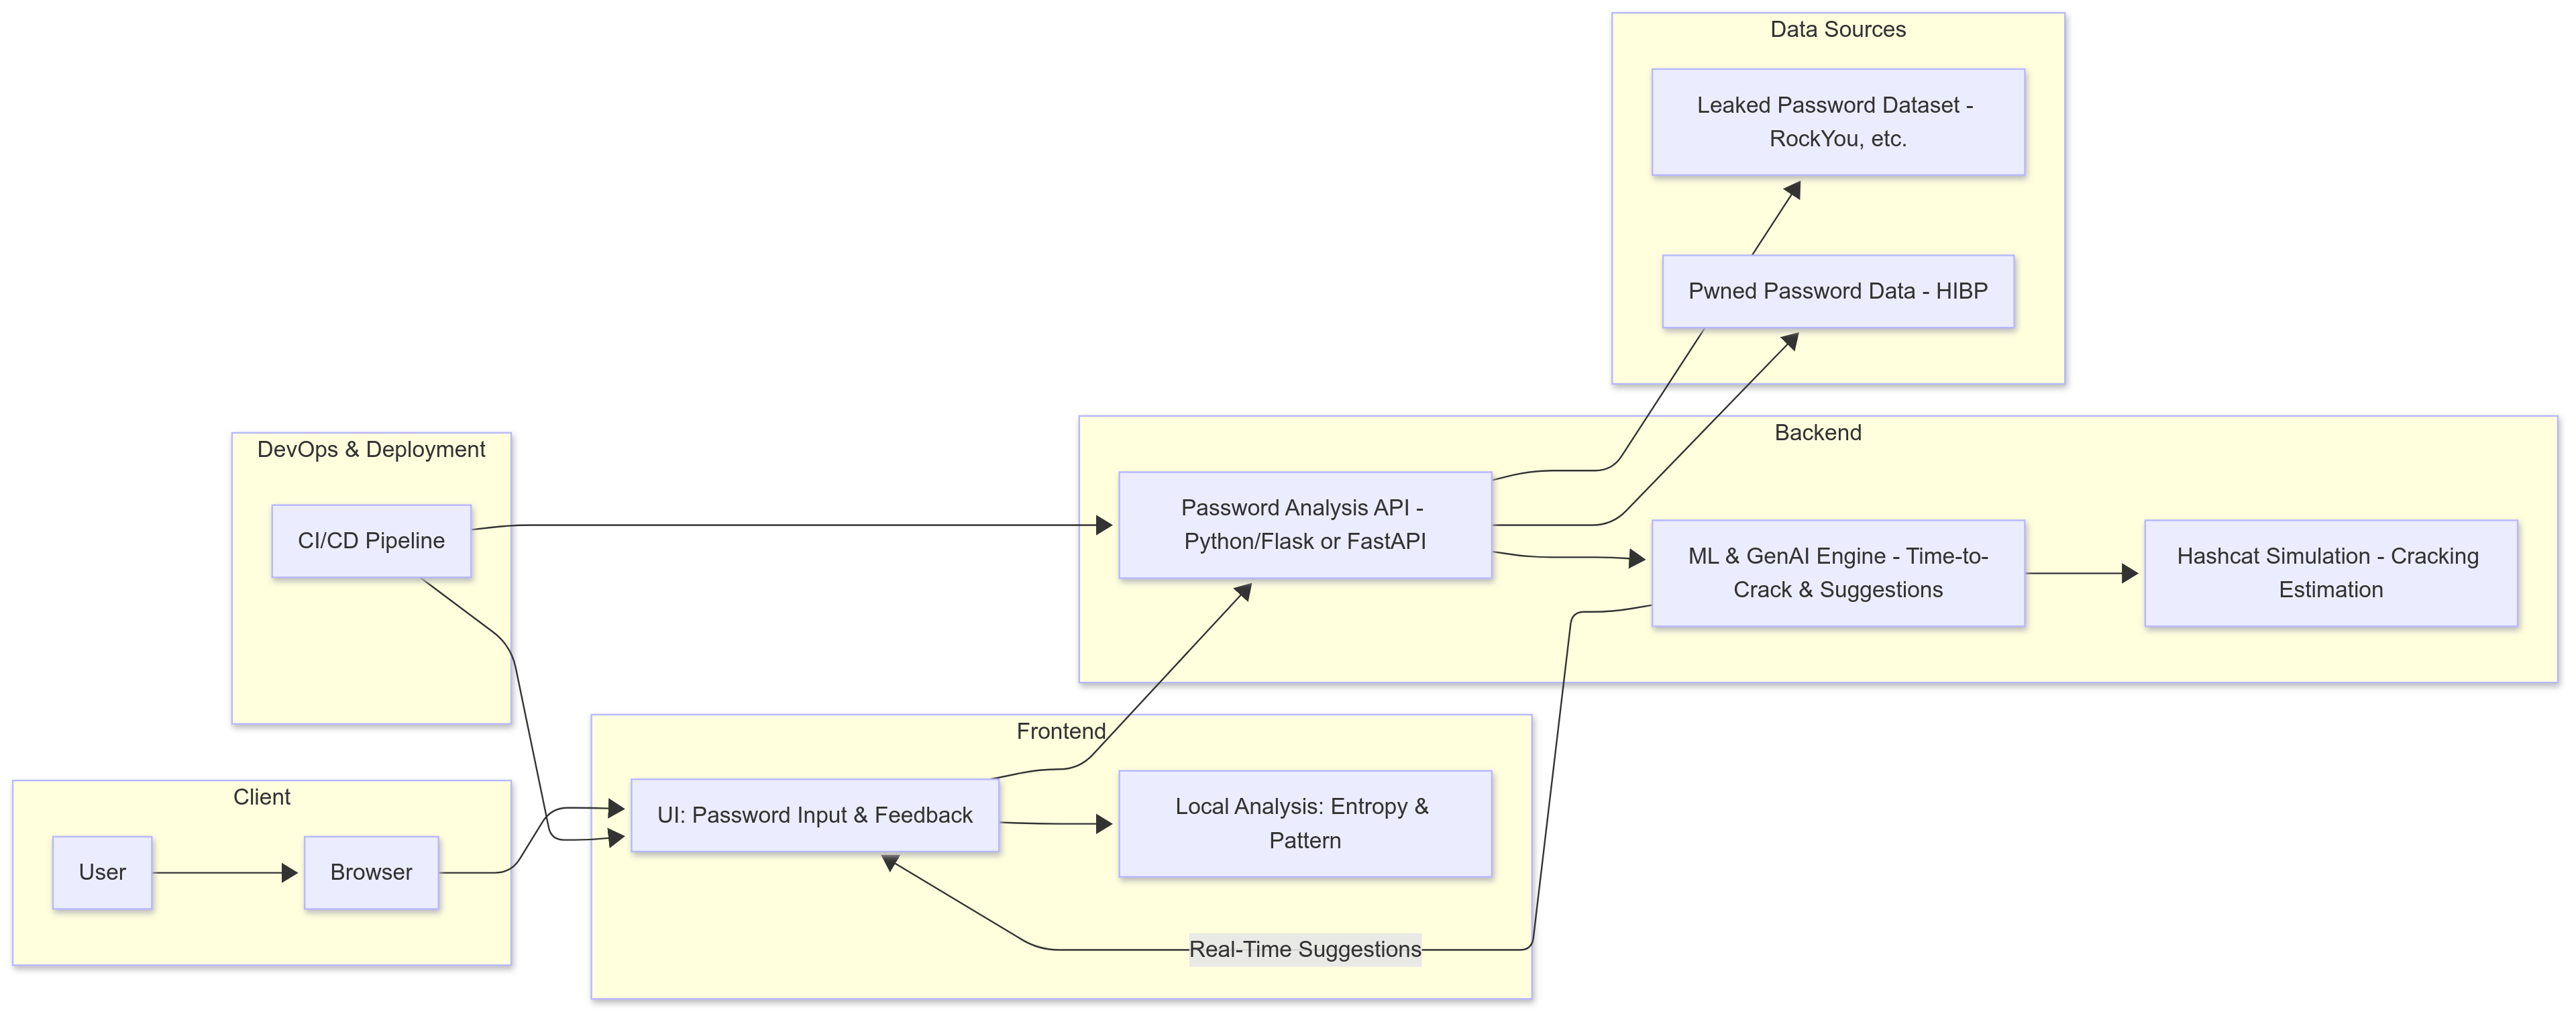 Data Sources
Leaked Password Dataset -
RockYou, etc.
Pwned Password Data - HIBP
Backend
DevOps & Deployment
Password Analysis API -
Python/Flask or FastAPI
CI/CD Pipeline
ML & GenAI Engine - Time-to-
Crack & Suggestions
Hashcat Simulation - Cracking
Estimation
Frontend
Client
UI: Password Input & Feedback
Local Analysis: Entropy &
Pattern
User
Browser
Real-Time Suggestions